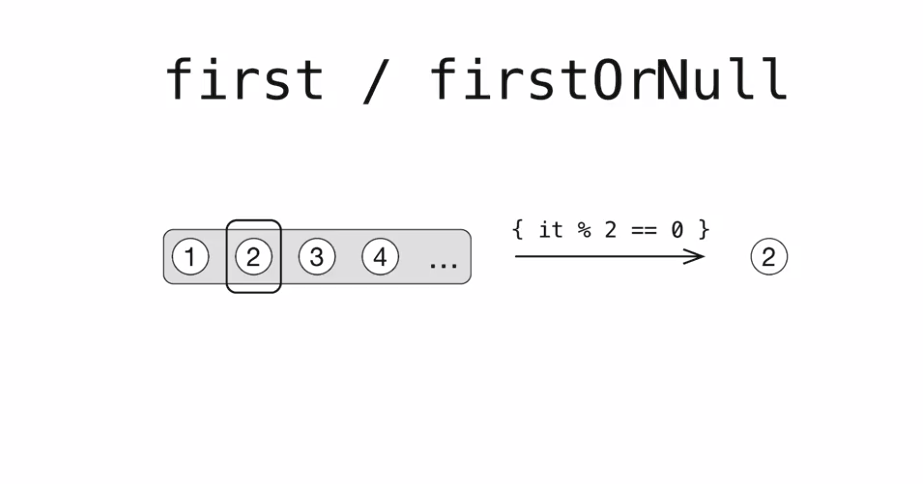 first / firstOrNull
{ it % 2 == 0 }
1 2 3 4 ... 2